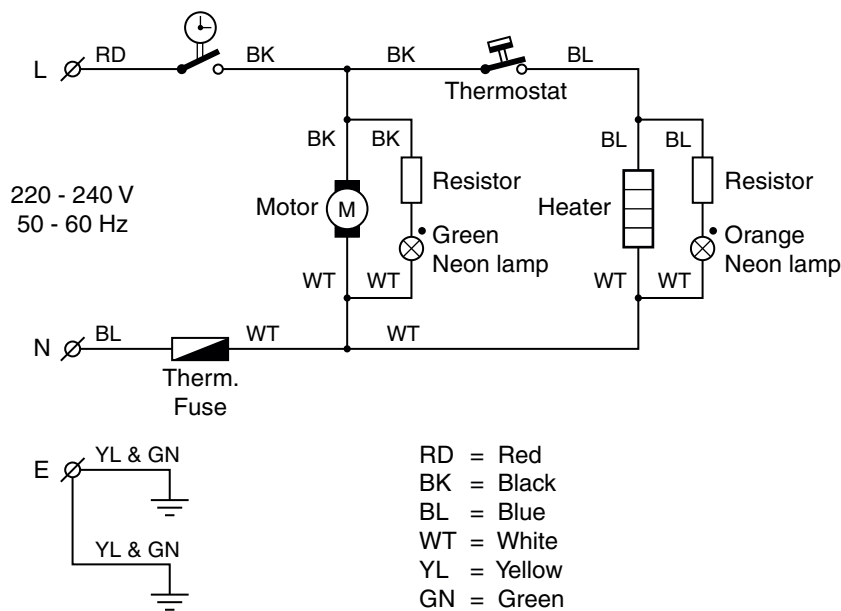 L
RD
BK
BK
BL
Thermostat
BK
BK
BL
BL
220 - 240 V
50 - 60 Hz
Motor
M
Resistor
Green
Neon lamp
Heater
Resistor
Orange
Neon lamp
WT
WT
WT
WT
N
BL
WT
WT
Therm.
Fuse
E
YL & GN
YL & GN
RD = Red
BK = Black
BL = Blue
WT = White
YL = Yellow
GN = Green